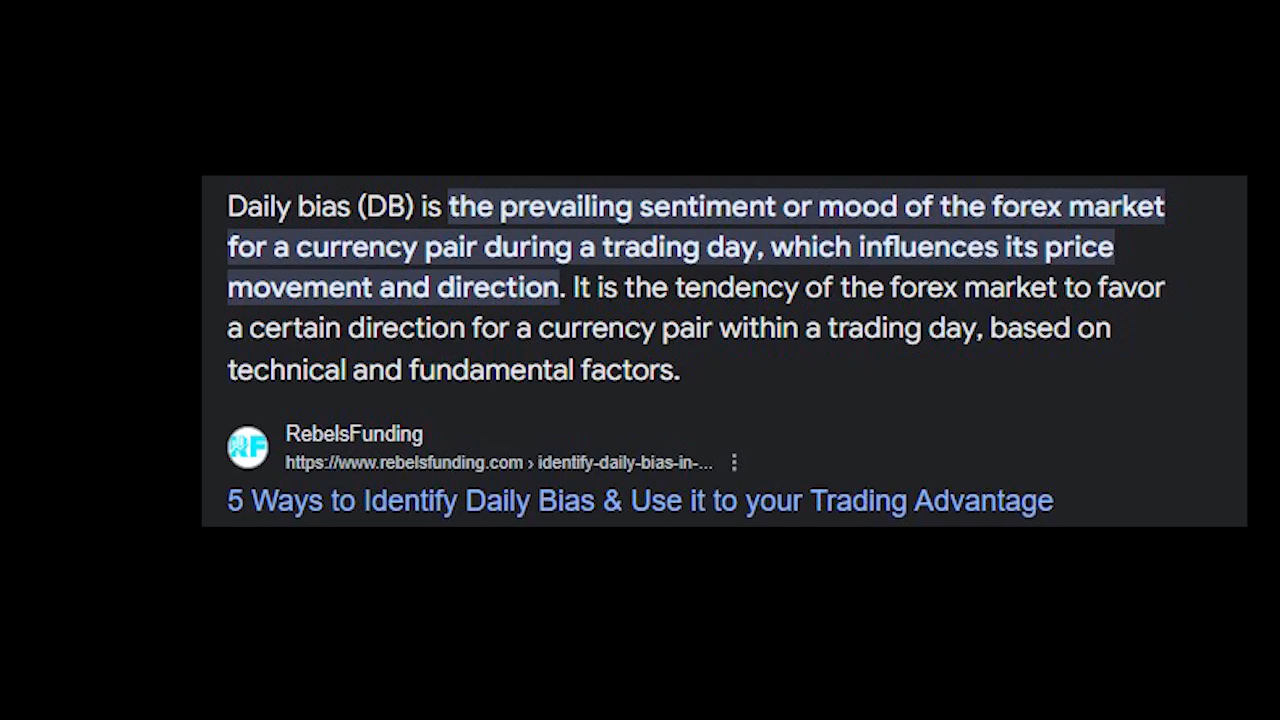 Daily bias (DB) is the prevailing sentiment or mood of the forex market
for a currency pair during a trading day, which influences its price
movement and direction. It is the tendency of the forex market to favor
a certain direction for a currency pair within a trading day, based on
technical and fundamental factors.
RF
RebelsFunding
https://www.rebelsfunding.com › identify-daily-bias-in-...
5 Ways to Identify Daily Bias & Use it to your Trading Advantage